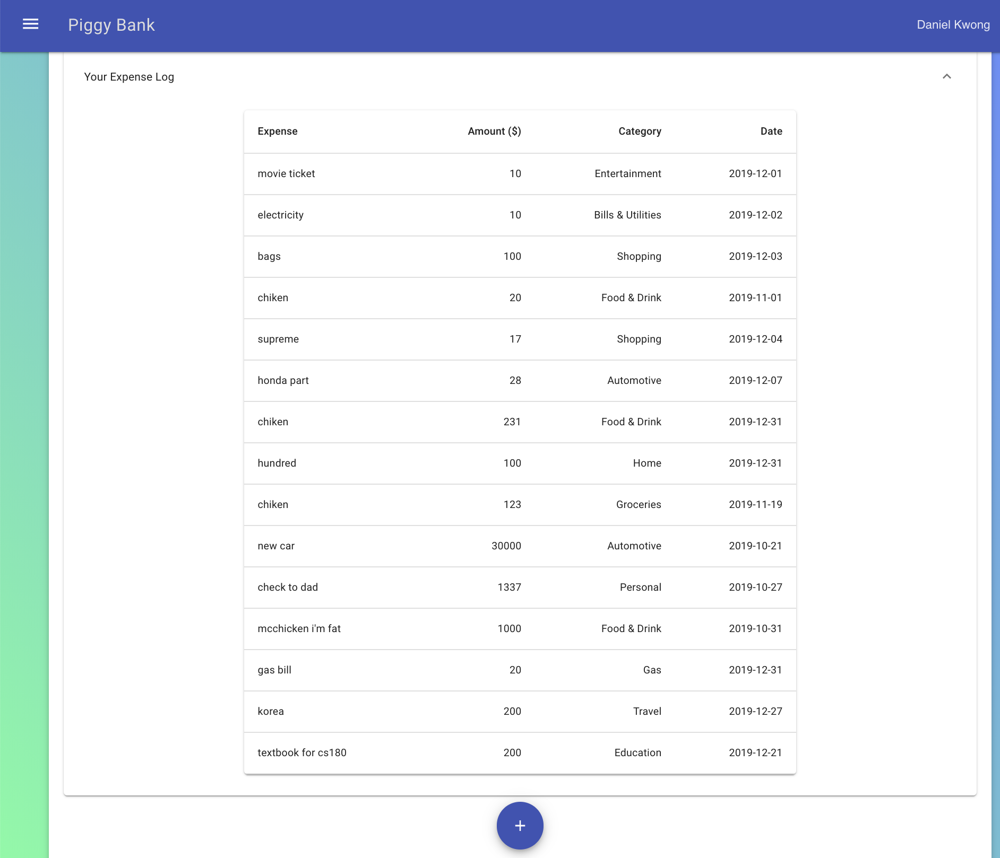 Piggy Bank Daniel Kwong
Your Expense Log
Expense Amount ($) Category Date
movie ticket 10 Entertainment 2019-12-01
electricity 10 Bills & Utilities 2019-12-02
bags 100 Shopping 2019-12-03
chiken 20 Food & Drink 2019-11-01
supreme 17 Shopping 2019-12-04
honda part 28 Automotive 2019-12-07
chiken 231 Food & Drink 2019-12-31
hundred 100 Home 2019-12-31
chiken 123 Groceries 2019-11-19
new car 30000 Automotive 2019-10-21
check to dad 1337 Personal 2019-10-27
mcchicken i'm fat 1000 Food & Drink 2019-10-31
gas bill 20 Gas 2019-12-31
korea 200 Travel 2019-12-27
textbook for cs180 200 Education 2019-12-21
+